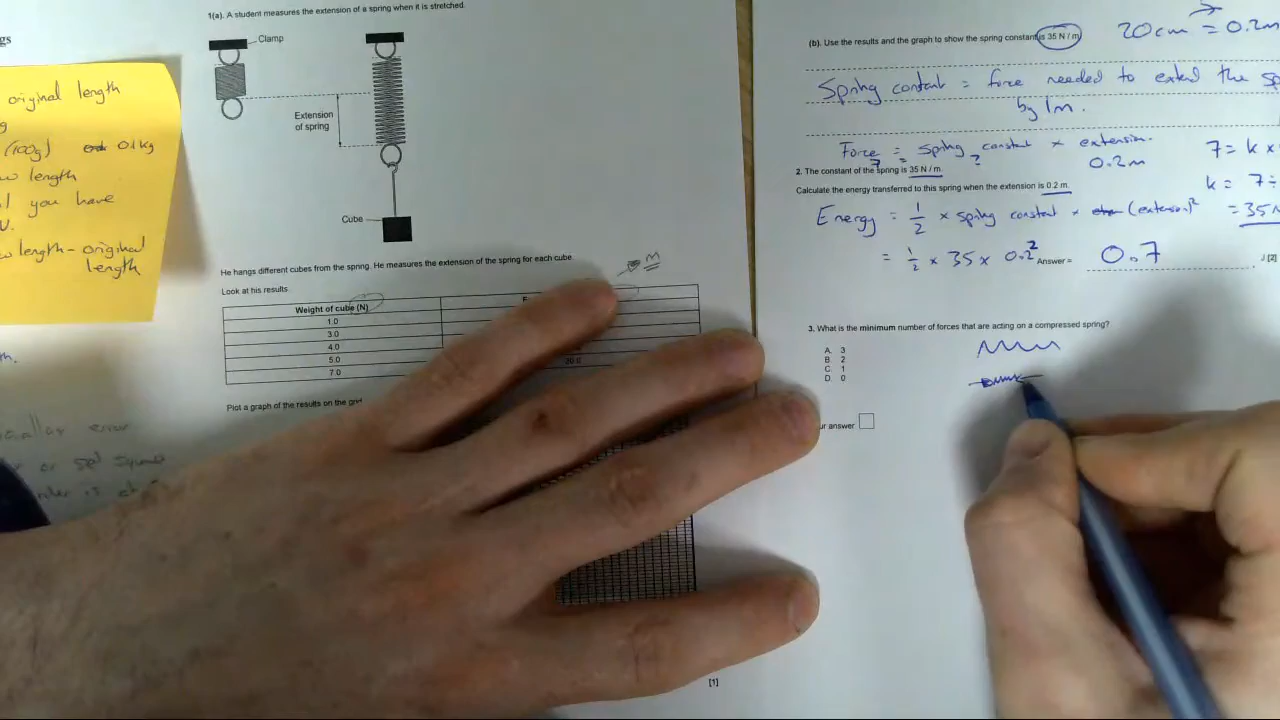 gs
original length
g
(100g) 0.1kg
w length
l you have
w length - original
length
1(a). A student measures the extension of a spring when it is stretched.
Clamp
Extension
of spring
Cube
He hangs different cubes from the spring. He measures the extension of the spring for each cube.
m
Look at his results.
Weight of cube (N)
1.0
3.0
4.0
5.0
7.0
Plot a graph of the results on the grid
error
[1]
20cm = 0.2m
(b). Use the results and the graph to show the spring constant is 35 N / m.
Spring constant = force needed to extend the sp
by 1m.
Force = spring constant × extension.
7 = ? 0.2m
7 = k ×
2. The constant of the spring is 35 N / m.
k = 7 ÷
Calculate the energy transferred to this spring when the extension is 0.2 m.
Energy = 1/2 × spring constant × (extension)²
= 35N
= 1/2 × 35 × 0.2² Answer = 0.7 J [2]
3. What is the minimum number of forces that are acting on a compressed spring?
A. 3
B. 2
C. 1
D. 0
ur answer